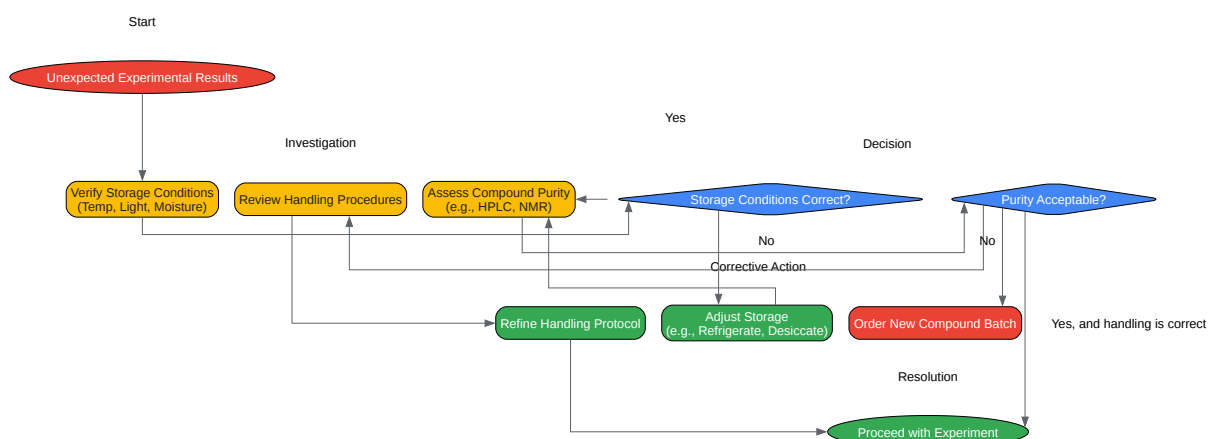 Start
Unexpected Experimental Results
Yes
Investigation
Decision
Verify Storage Conditions
(Temp, Light, Moisture)
Review Handling Procedures
Assess Compound Purity
(e.g., HPLC, NMR)
Storage Conditions Correct?
Purity Acceptable?
No
No
Corrective Action
Refine Handling Protocol
Adjust Storage
(e.g., Refrigerate, Desiccate)
Order New Compound Batch
Yes, and handling is correct
Resolution
Proceed with Experiment